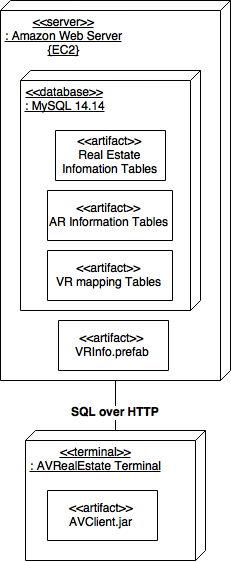 <<server>>
: Amazon Web Server
{EC2}
<<database>>
: MySQL 14.14
<<artifact>>
Real Estate
Infomation Tables
<<artifact>>
AR Information Tables
<<artifact>>
VR mapping Tables
<<artifact>>
VRInfo.prefab
SQL over HTTP
<<terminal>>
: AVRealEstate Terminal
<<artifact>>
AVClient.jar